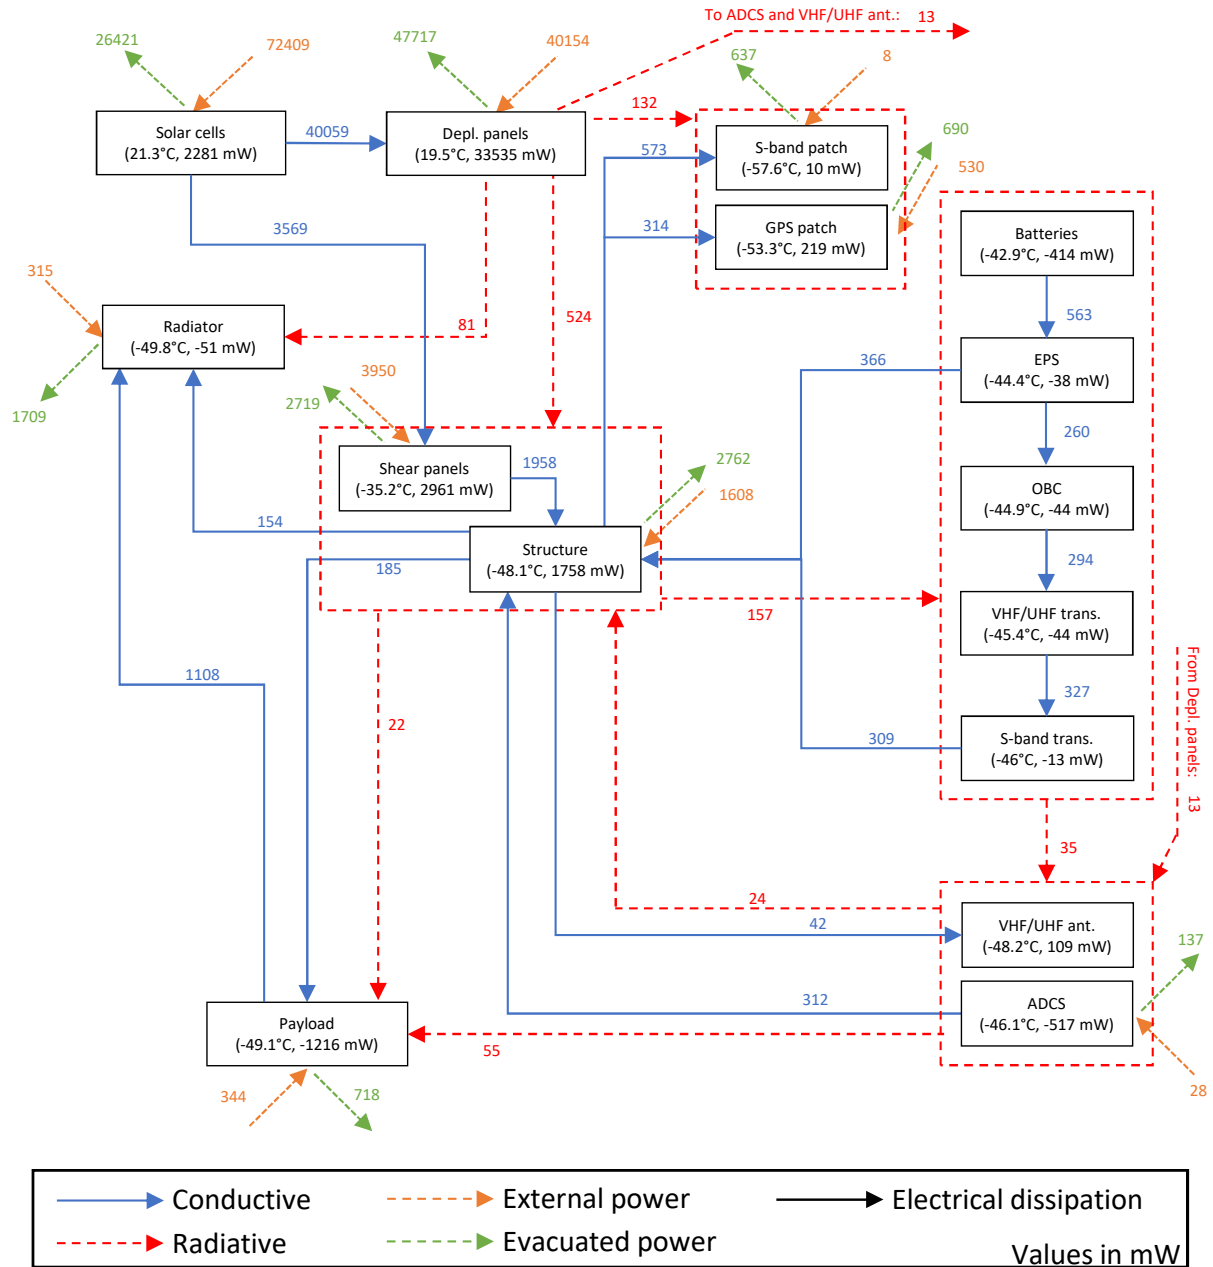 To ADCS and VHF/UHF ant.: 13
26421
72409
47717
40154
637
8
Solar cells
(21.3°C, 2281 mW)
40059
Depl. panels
(19.5°C, 33535 mW)
132
S-band patch
(-57.6°C, 10 mW)
573
690
530
GPS patch
(-53.3°C, 219 mW)
314
3569
Batteries
(-42.9°C, -414 mW)
315
Radiator
(-49.8°C, -51 mW)
81
524
563
1709
EPS
(-44.4°C, -38 mW)
366
3950
2719
260
Shear panels
(-35.2°C, 2961 mW)
1958
2762
1608
OBC
(-44.9°C, -44 mW)
154
Structure
(-48.1°C, 1758 mW)
185
294
157
VHF/UHF trans.
(-45.4°C, -44 mW)
1108
22
327
From Depl. panels: 13
309
S-band trans.
(-46°C, -13 mW)
35
24
42
VHF/UHF ant.
(-48.2°C, 109 mW)
137
312
ADCS
(-46.1°C, -517 mW)
Payload
(-49.1°C, -1216 mW)
55
344
718
28
Conductive
External power
Electrical dissipation
Radiative
Evacuated power
Values in mW